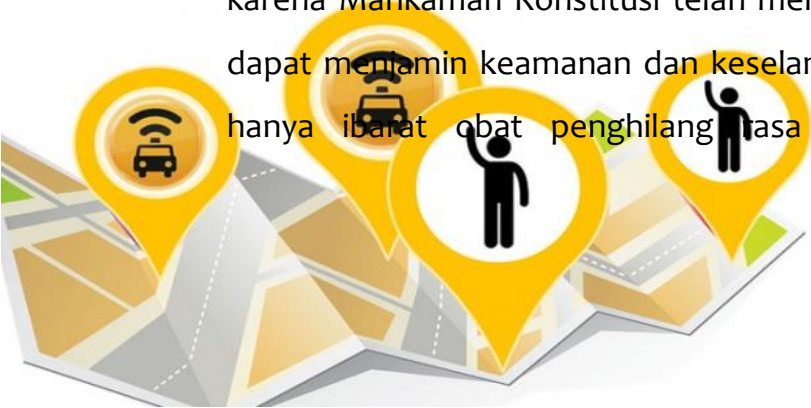 karena Mahkamah Konstitusi telah
dapat menjamin keamanan dan
hanya ibarat obat penghilang rasa